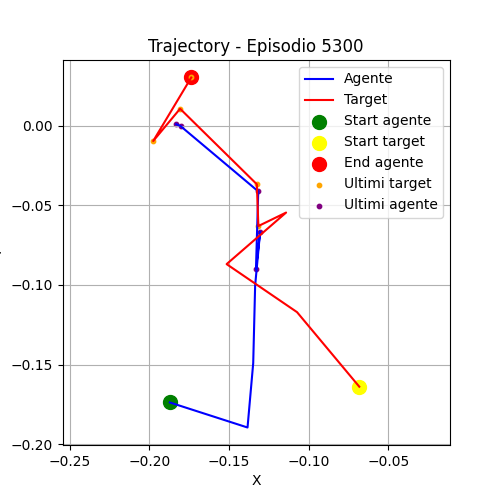 Trajectory - Episodio 5300
Agente
Target
Start agente
Start target
End agente
Ultimi target
Ultimi agente
0.00
−0.05
−0.10
−0.15
−0.20
−0.25
−0.20
−0.15
−0.10
−0.05
X